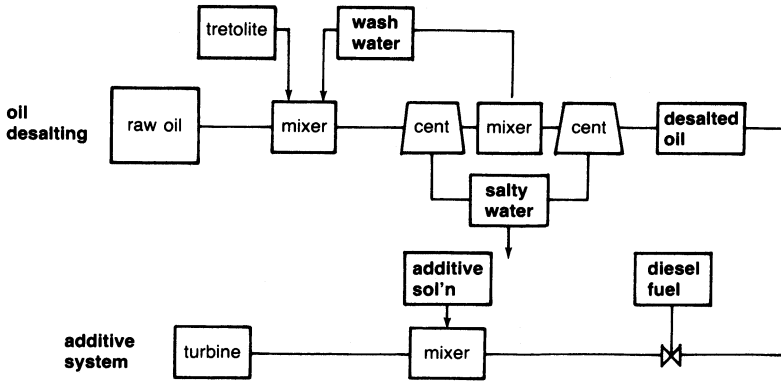 tretolite
wash
water
oil
desalting
raw oil
mixer
cent
mixer
cent
desalted
oil
salty
water
additive
sol'n
diesel
fuel
additive
system
turbine
mixer